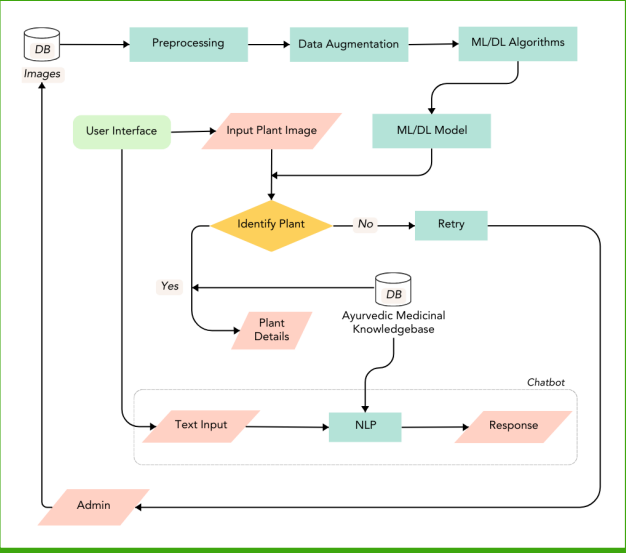 DB
Images
Preprocessing
Data Augmentation
ML/DL Algorithms
User Interface
Input Plant Image
ML/DL Model
Identify Plant
No
Retry
Yes
DB
Ayurvedic Medicinal
Knowledgebase
Plant
Details
Chatbot
Text Input
NLP
Response
Admin